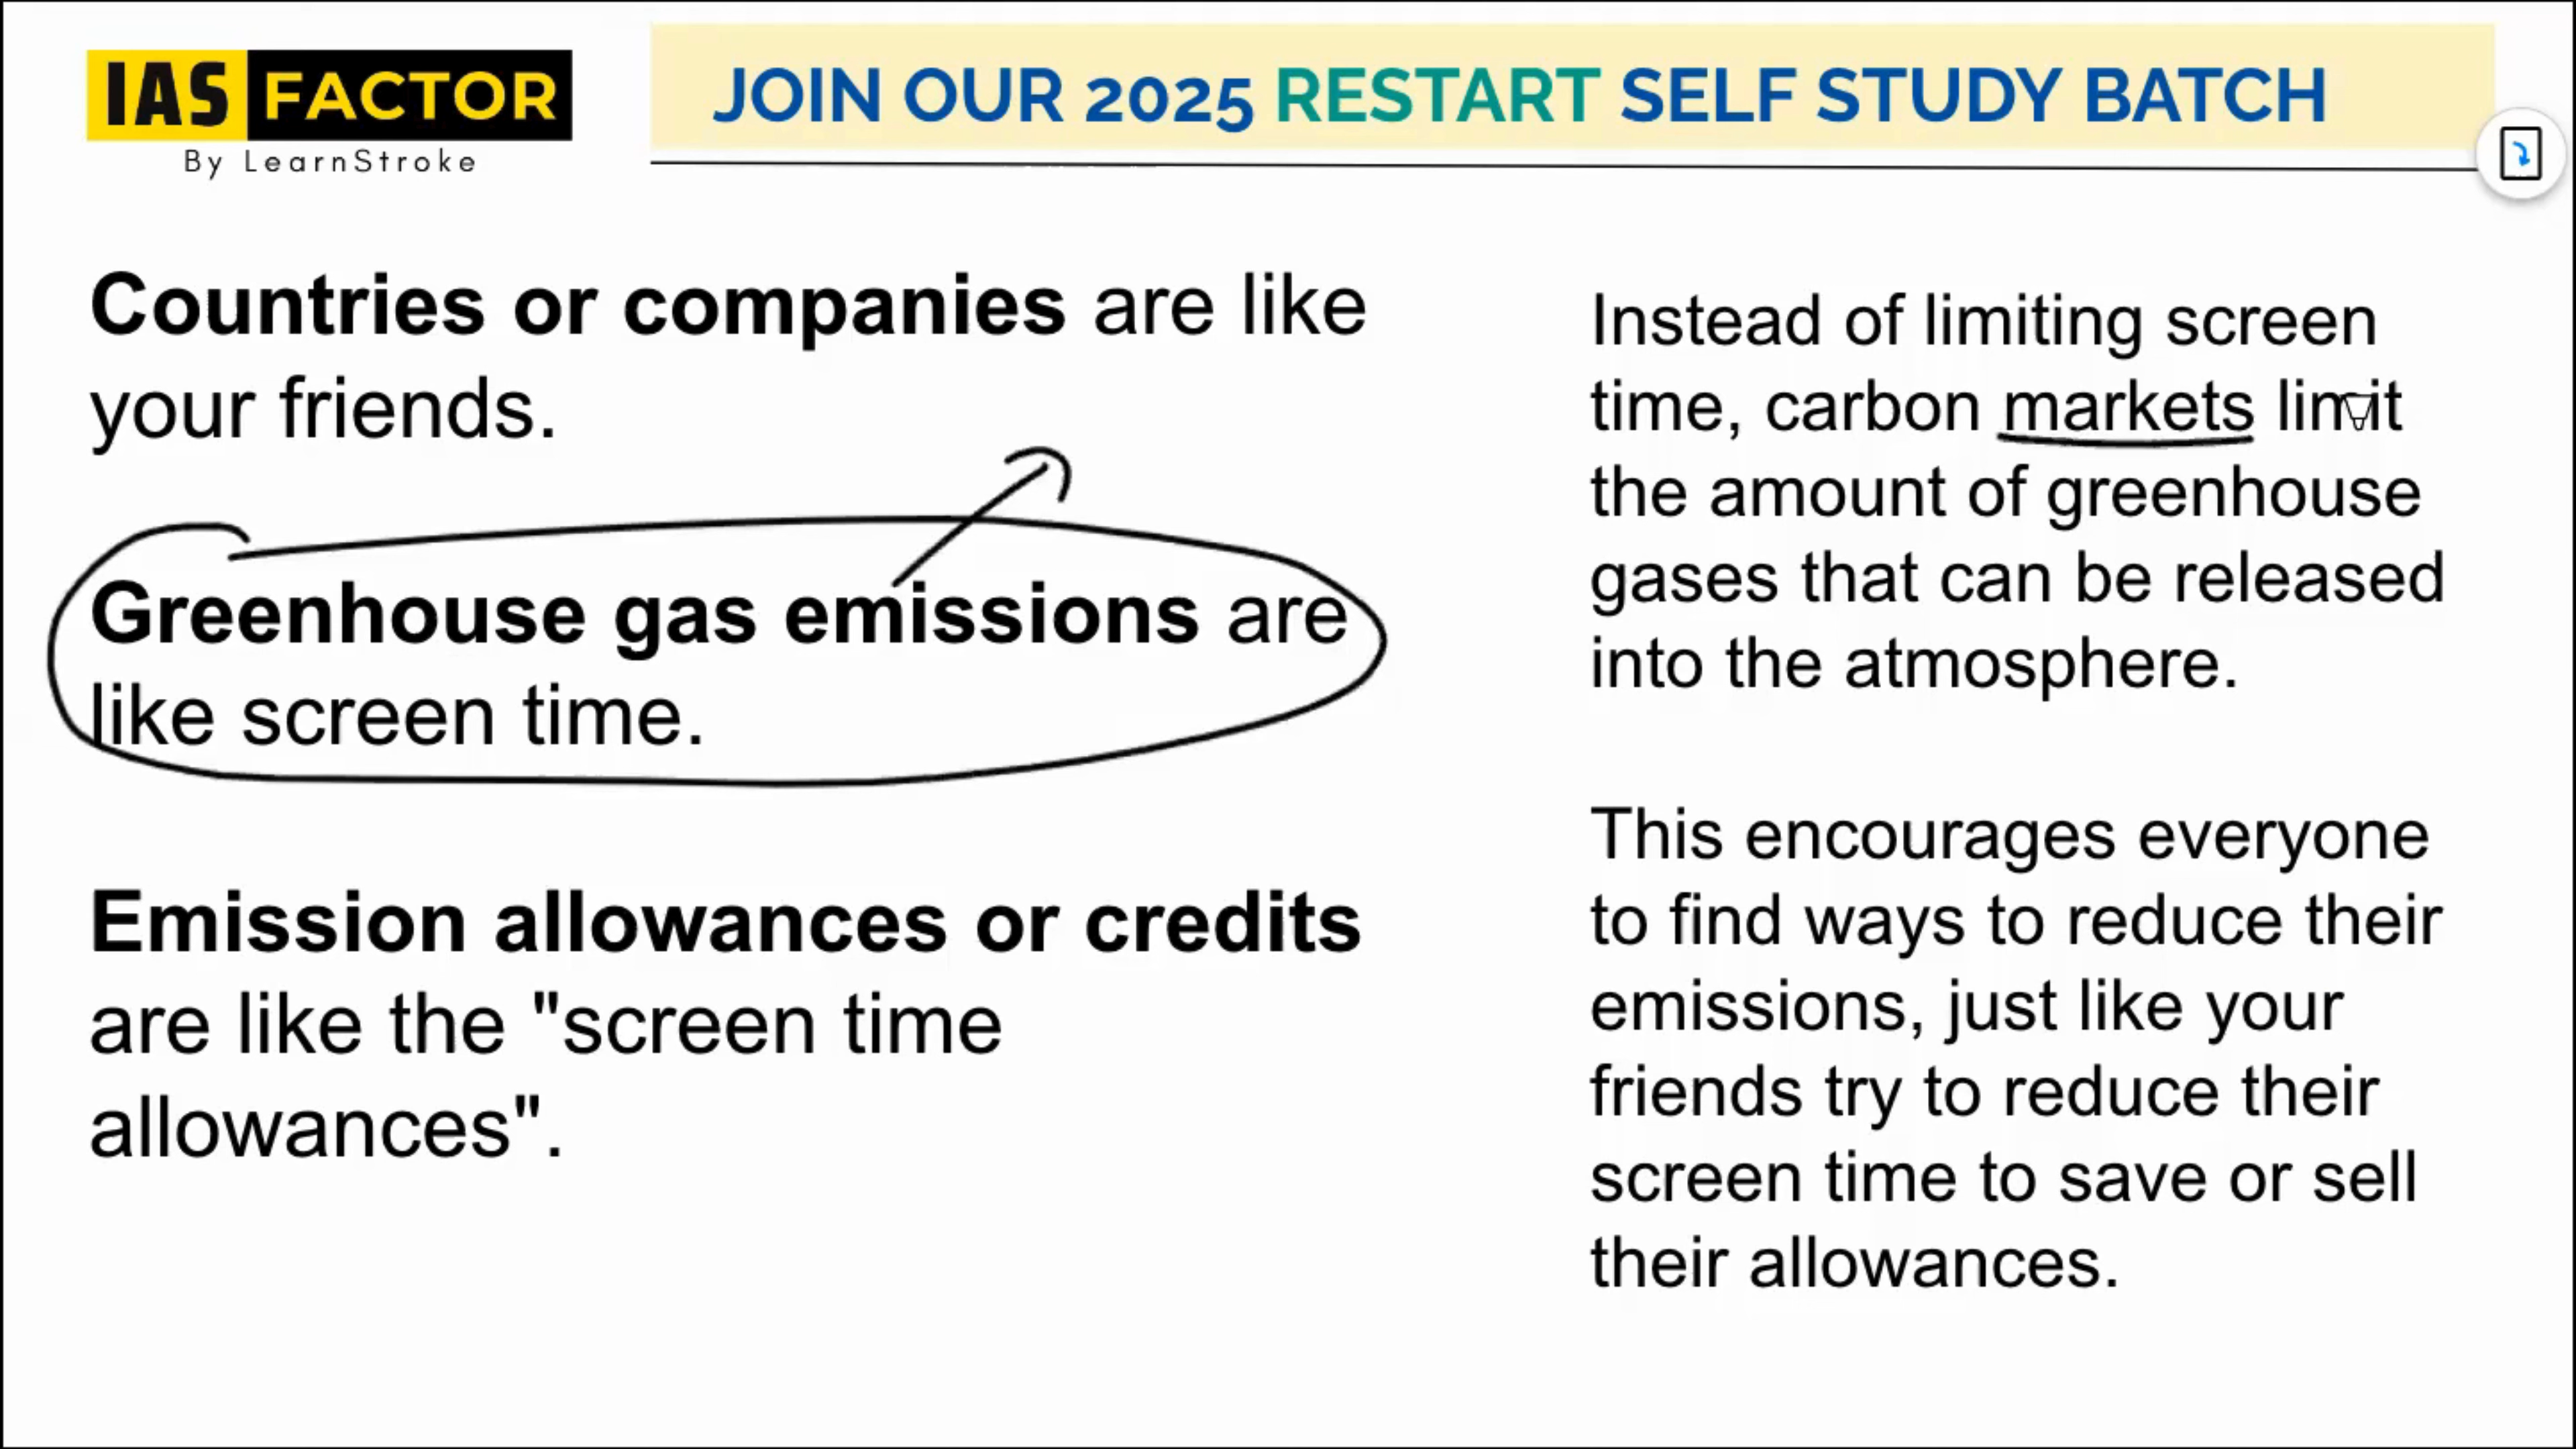 IAS FACTOR
By LearnStroke
JOIN OUR 2025 RESTART SELF STUDY BATCH
Countries or companies are like
your friends.
Greenhouse gas emissions are
like screen time.
Emission allowances or credits
are like the "screen time
allowances".
Instead of limiting screen
time, carbon markets limit
the amount of greenhouse
gases that can be released
into the atmosphere.
This encourages everyone
to find ways to reduce their
emissions, just like your
friends try to reduce their
screen time to save or sell
their allowances.